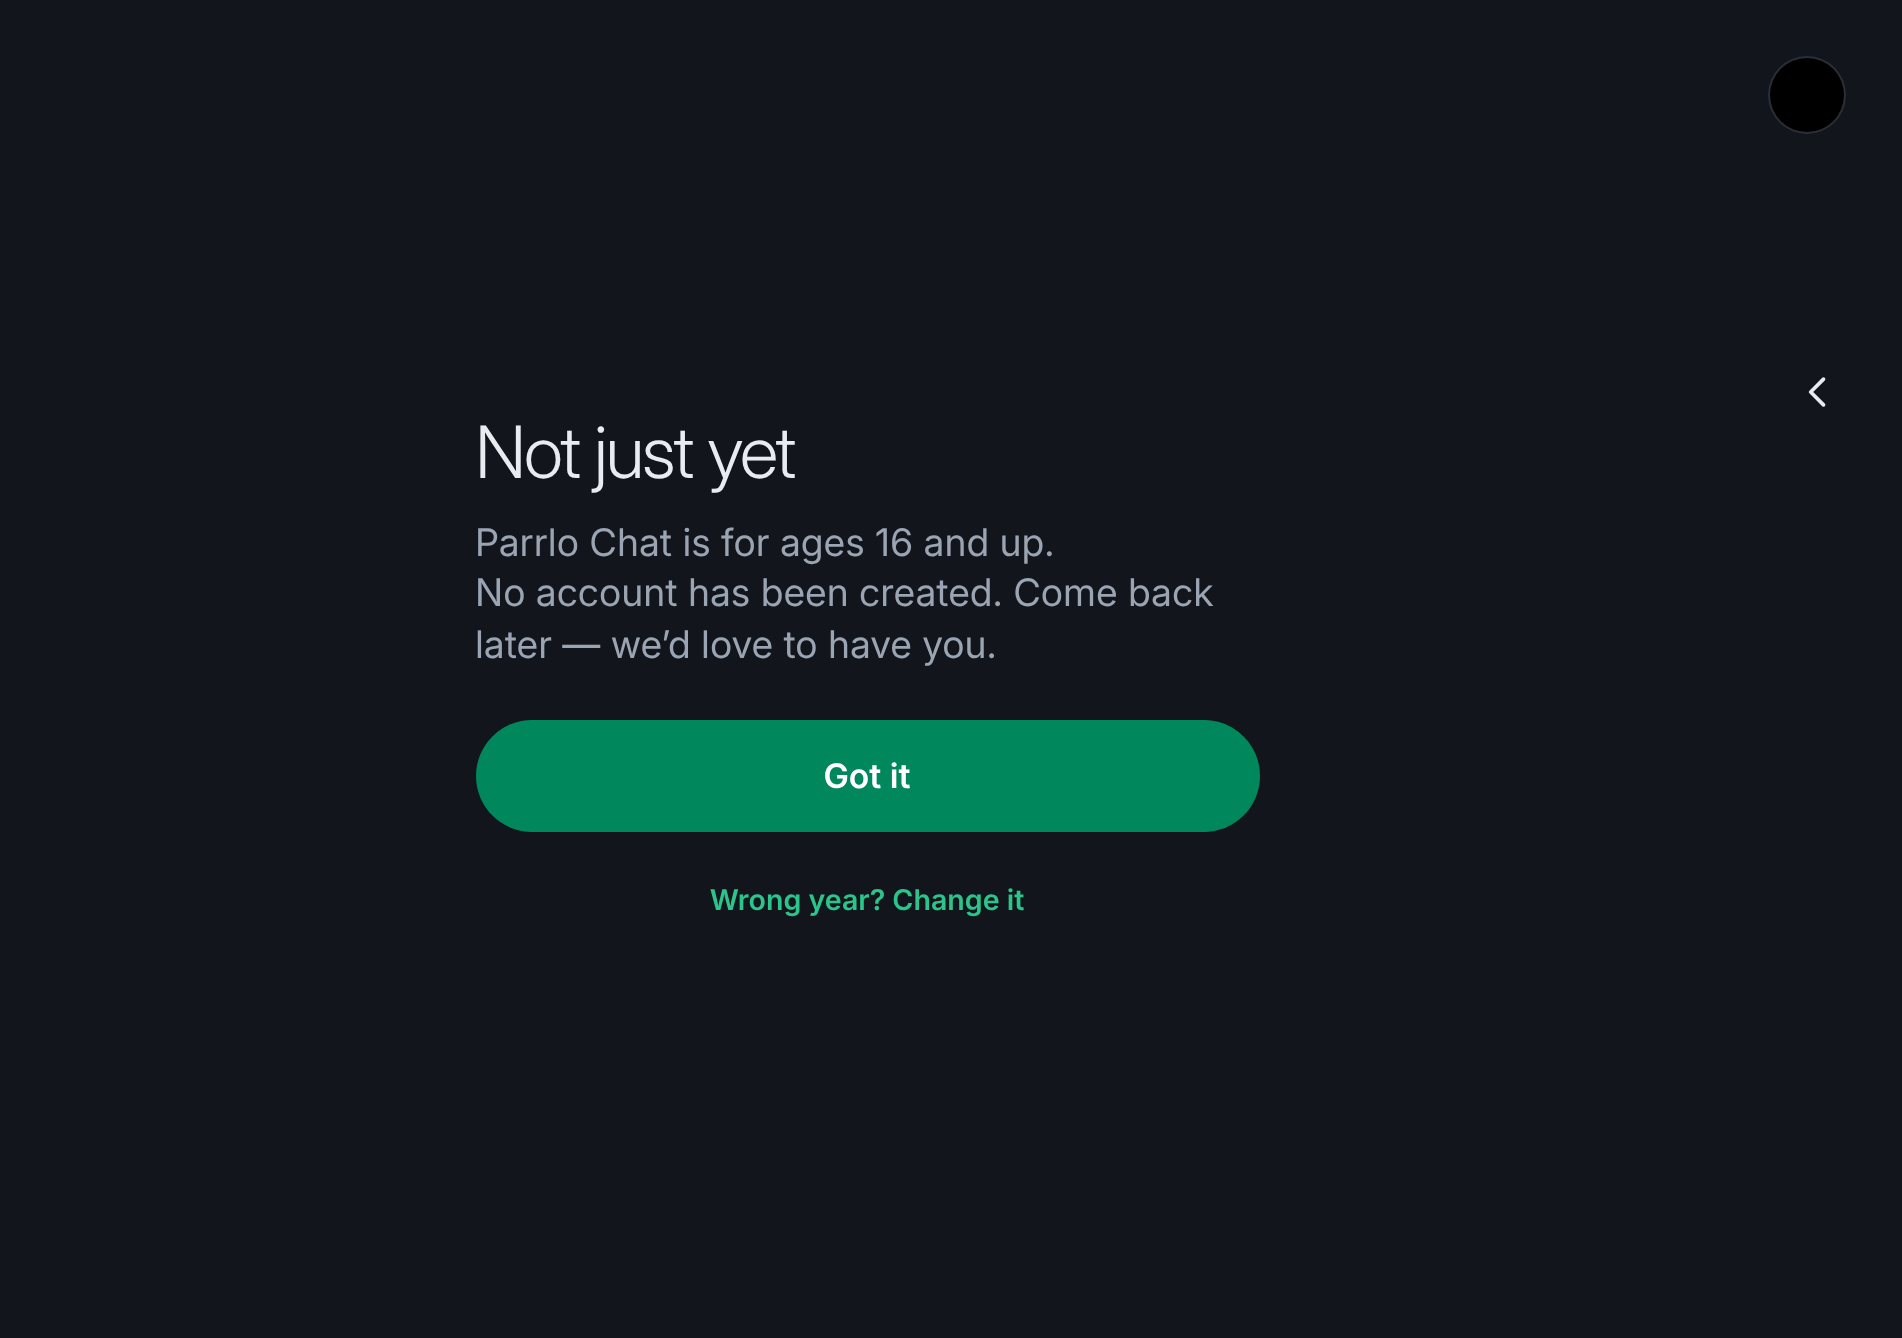 Not just yet
Parrlo Chat is for ages 16 and up.
No account has been created. Come back
later — we’d love to have you.
Got it
Wrong year? Change it